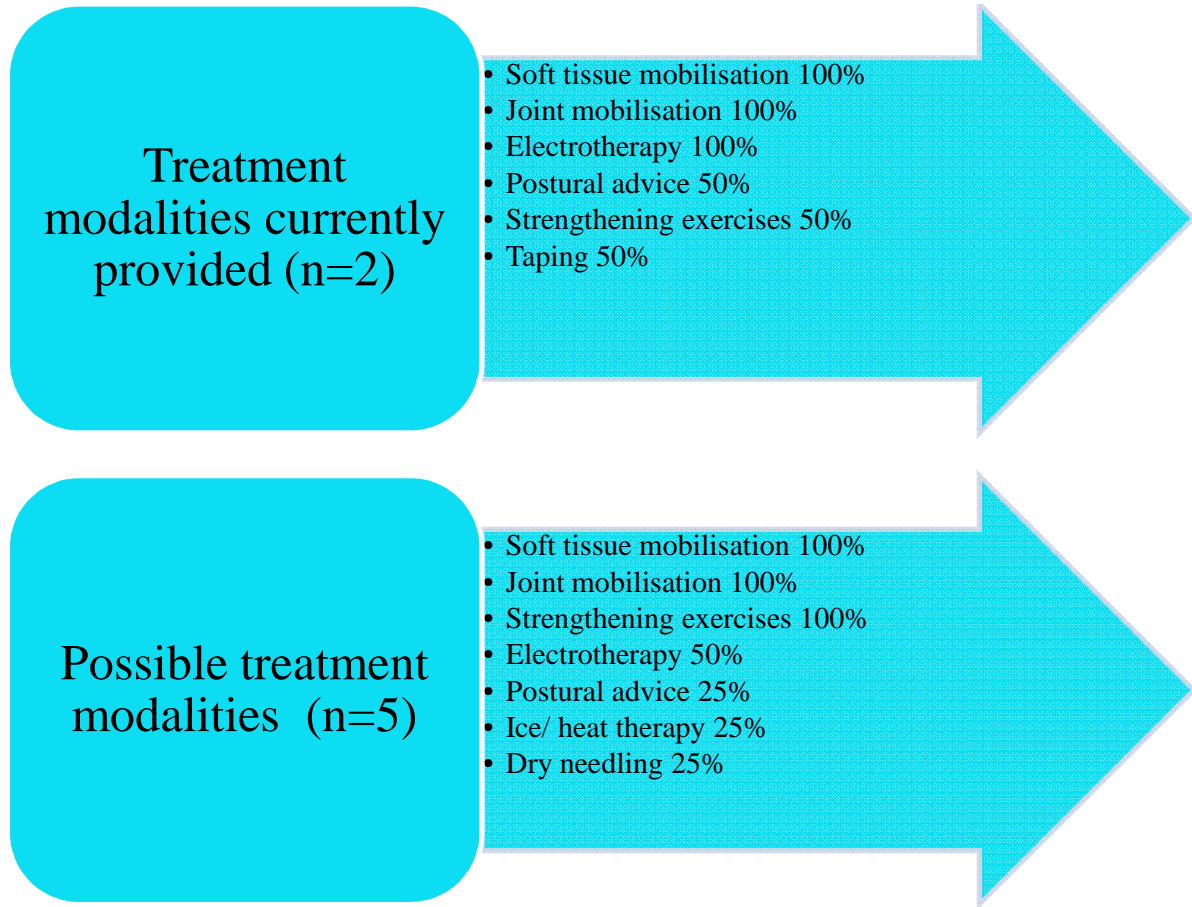 Treatment
modalities currently
provided (n=2)
• Soft tissue mobilisation 100%
• Joint mobilisation 100%
• Electrotherapy 100%
• Postural advice 50%
• Strengthening exercises 50%
• Taping 50%
Possible treatment
modalities  (n=5)
• Soft tissue mobilisation 100%
• Joint mobilisation 100%
• Strengthening exercises 100%
• Electrotherapy 50%
• Postural advice 25%
• Ice/ heat therapy 25%
• Dry needling 25%